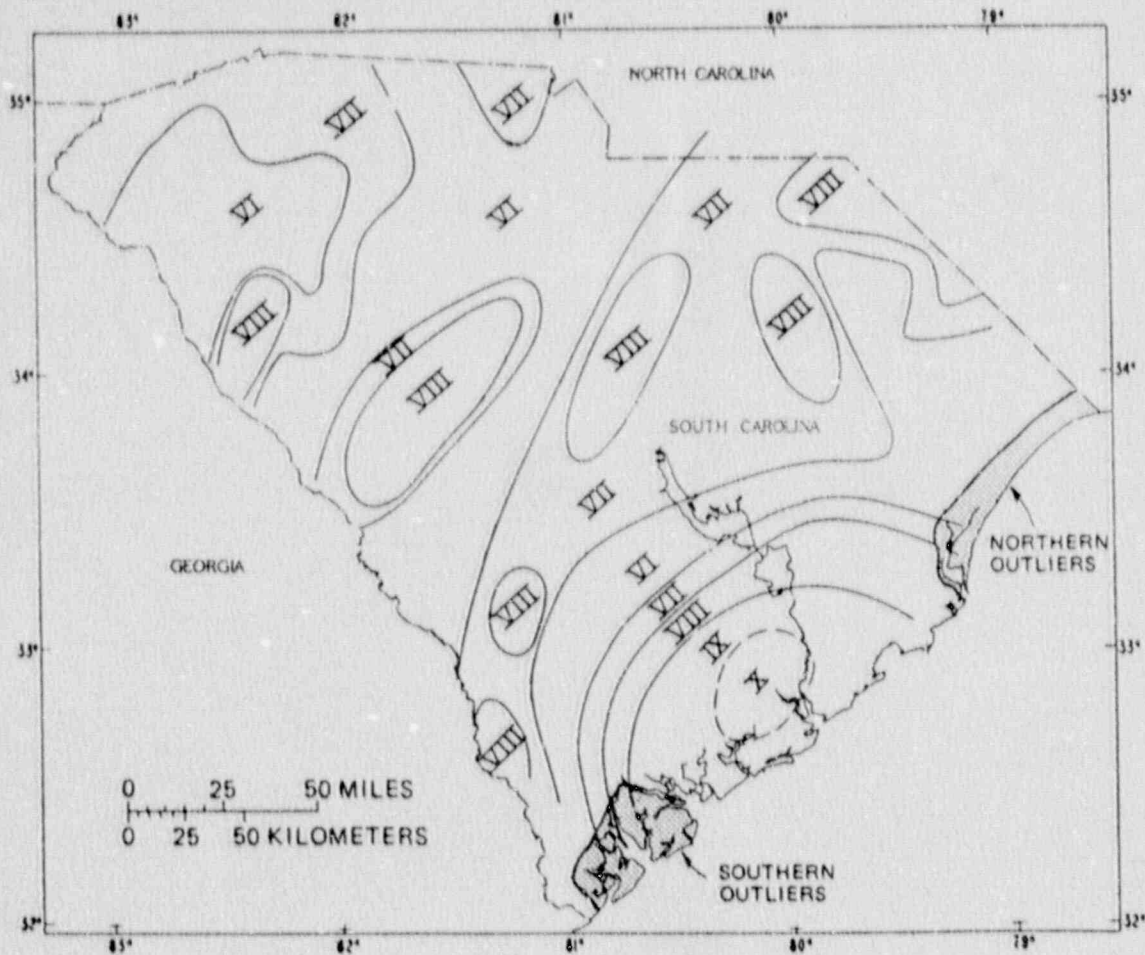 83° 82° 81° 80° 79°
NORTH CAROLINA
35° 35°
VII
VII
VIII
VI
VI
VII
VIII
VIII
VIII
VII
VIII
34° 34°
SOUTH CAROLINA
VII
NORTHERN
OUTLIERS
GEORGIA
VI
VII
VIII
VIII
33° 33°
IX
X
VIII
0 25 50 MILES
0 25 50 KILOMETERS
SOUTHERN
OUTLIERS
32° 32°
83° 82° 81° 80° 79°